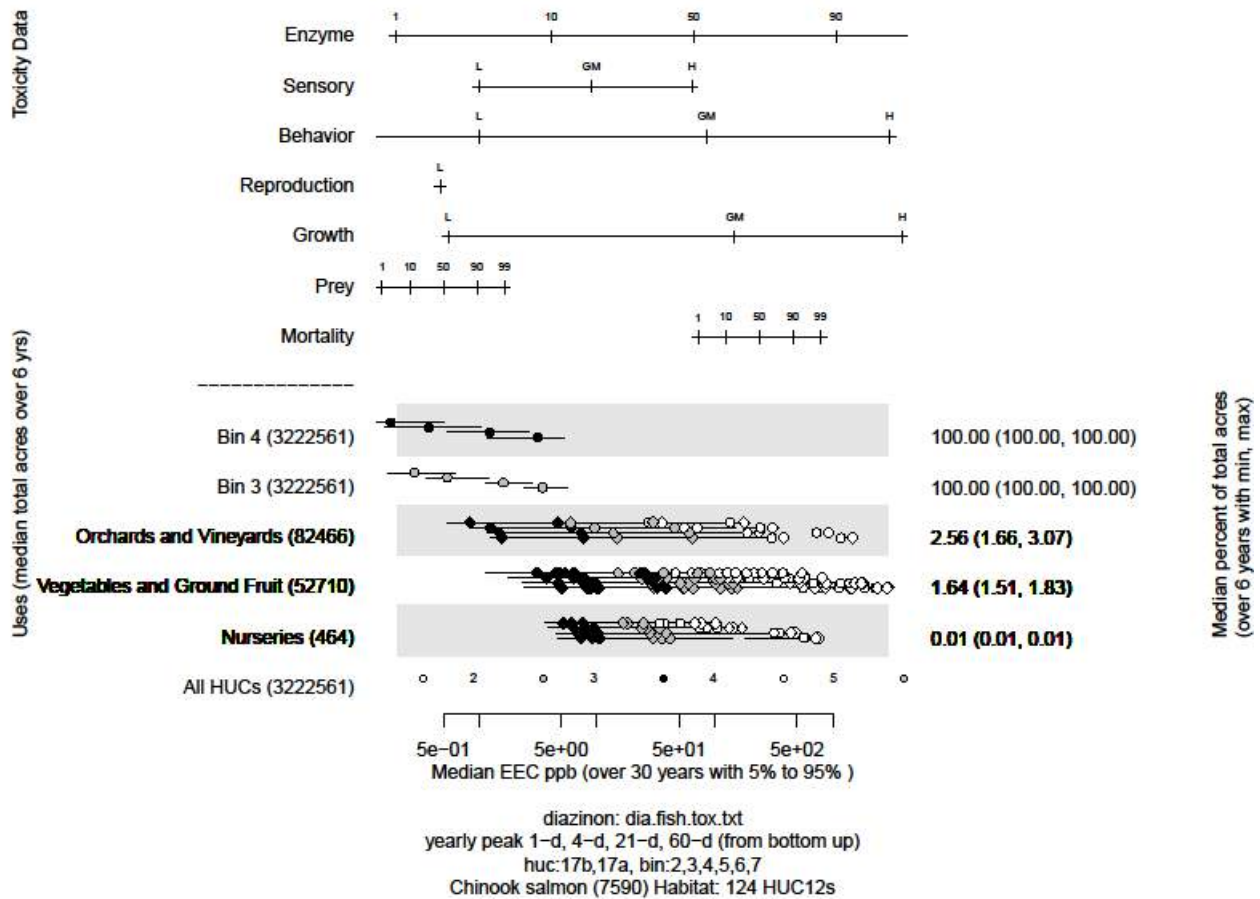 Toxicity Data
Enzyme 1 10 50 90
Sensory L GM H
Behavior L GM H
Reproduction L
Growth L GM H
Prey 1 10 50 90 99
Mortality 1 10 50 90 99
Uses (median total acres over 6 yrs)
---------------
Bin 4 (3222561) 100.00 (100.00, 100.00)
Bin 3 (3222561) 100.00 (100.00, 100.00)
Orchards and Vineyards (82466) 2.56 (1.66, 3.07)
Vegetables and Ground Fruit (52710) 1.64 (1.51, 1.83)
Nurseries (464) 0.01 (0.01, 0.01)
All HUCs (3222561) 2 3 4 5
Median percent of total acres
(over 6 years with min, max)
5e−01 5e+00 5e+01 5e+02
Median EEC ppb (over 30 years with 5% to 95% )
diazinon: dia.fish.tox.txt
yearly peak 1−d, 4−d, 21−d, 60−d (from bottom up)
huc:17b,17a, bin:2,3,4,5,6,7
Chinook salmon (7590) Habitat: 124 HUC12s